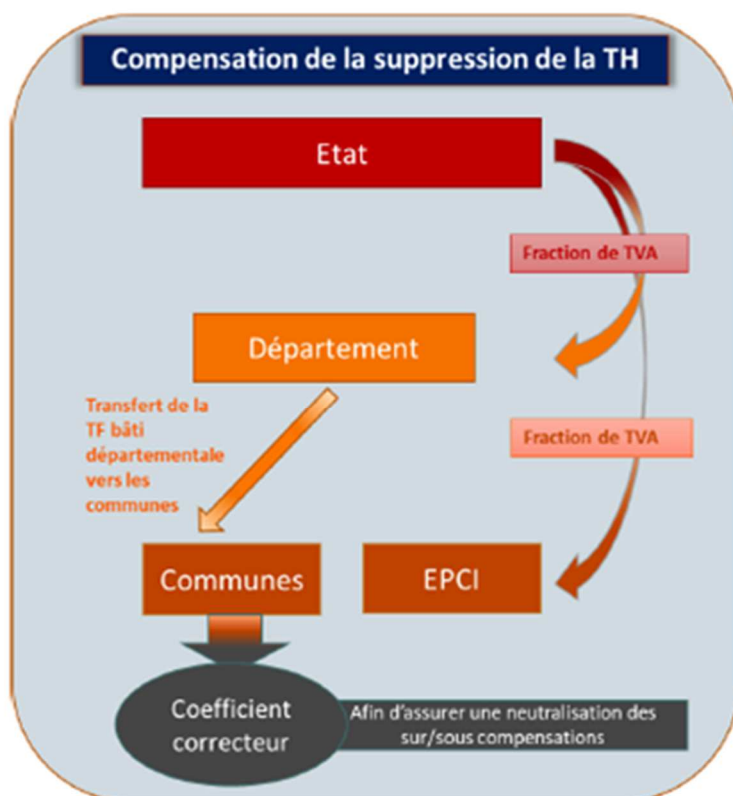 Compensation de la suppression de la TH
Etat
Fraction de TVA
Département
Transfert de la
TF bâti
départementale
vers les
communes
Fraction de TVA
Communes
EPCI
Coefficient
correcteur
Afin d'assurer une neutralisation des
sur/sous compensations